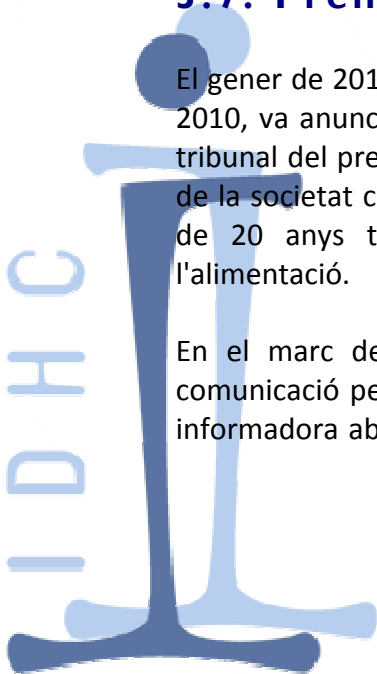 El gener de 201
2010, va anunc
tribunal del pre
de la societat c
de 20 anys t
l'alimentació.
En el marc de
comunicació pe
informadora ab
IDHC